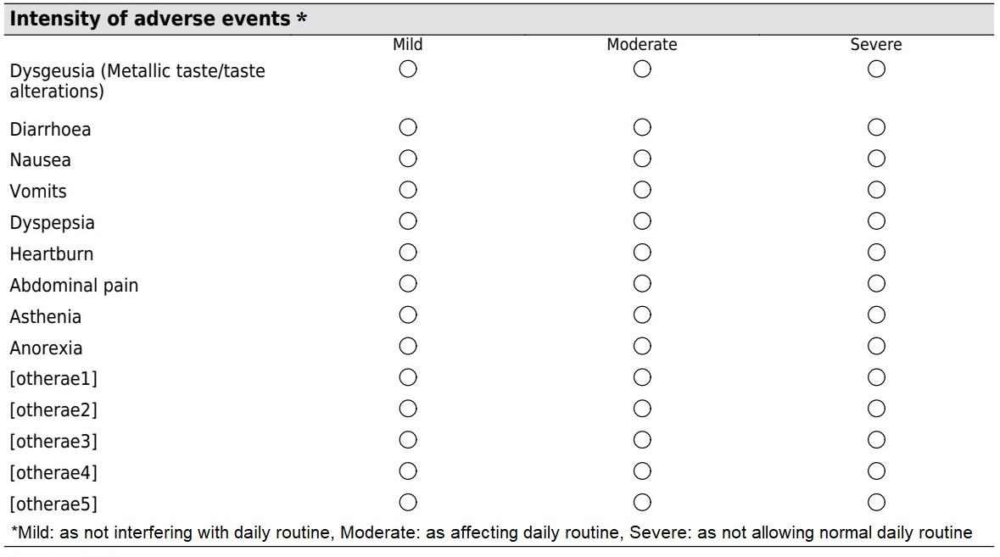 Intensity of adverse events *
Mild Moderate Severe
Dysgeusia (Metallic taste/taste
alterations)
Diarrhoea
Nausea
Vomits
Dyspepsia
Heartburn
Abdominal pain
Asthenia
Anorexia
[otherae1]
[otherae2]
[otherae3]
[otherae4]
[otherae5]
*Mild: as not interfering with daily routine, Moderate: as affecting daily routine, Severe: as not allowing normal daily routine